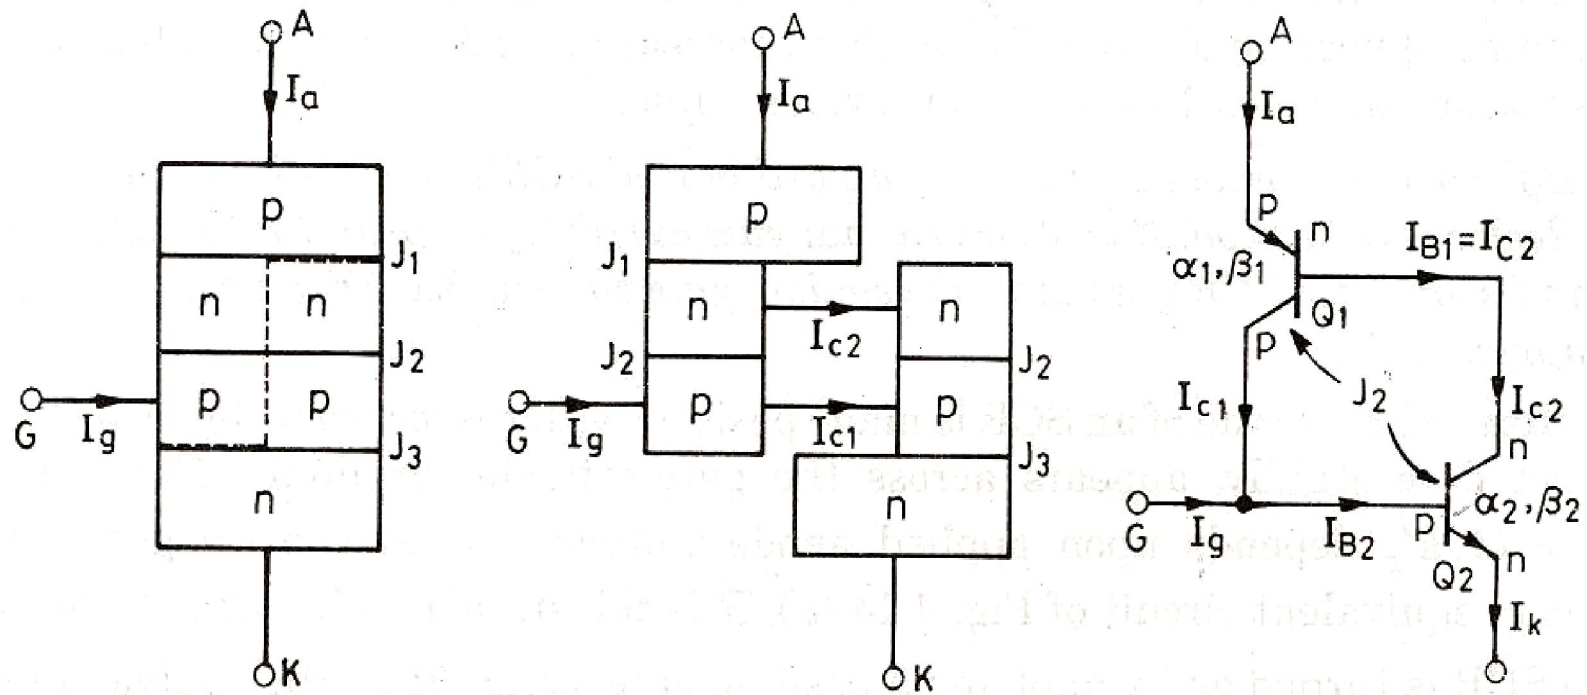 A
Ia
p
J1
n n
J2
p p
G Ig
J3
n
K
A
Ia
p
J1
n n
Ic2
J2 J2
p p
G Ig Ic1
J3
n
K
A
Ia
p
n
IB1=IC2
α1,β1
Q1
p
J2
Ic1
Ic2
n
α2,β2
G Ig IB2 p
Q2 n
Ik